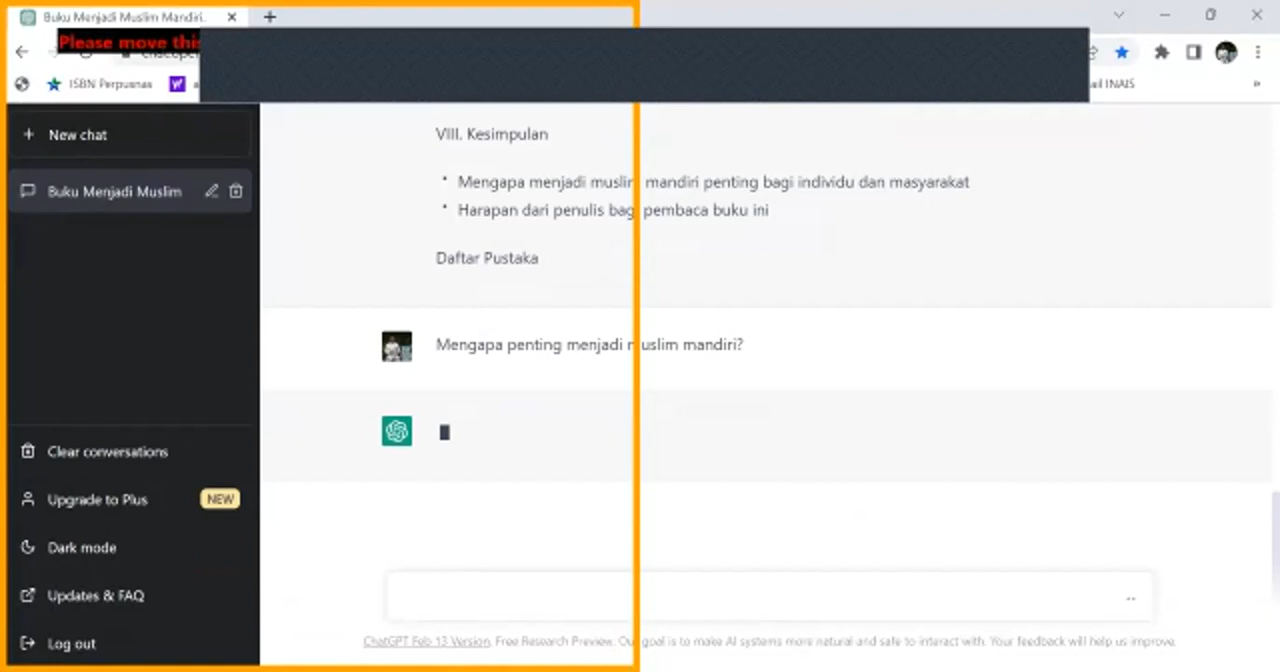 Buku Menjadi Muslim Mandiri.
Please move this
ISBN Perpusnas
INAIS
New chat
Buku Menjadi Muslim
Clear conversations
Upgrade to Plus
NEW
Dark mode
Updates & FAQ
Log out
VIII. Kesimpulan
• Mengapa menjadi muslim mandiri penting bagi individu dan masyarakat
• Harapan dari penulis bagi pembaca buku ini
Daftar Pustaka
Mengapa penting menjadi muslim mandiri?
ChatGPT Feb 13 Version. Free Research Preview. Our goal is to make AI systems more natural and safe to interact with. Your feedback will help us improve.